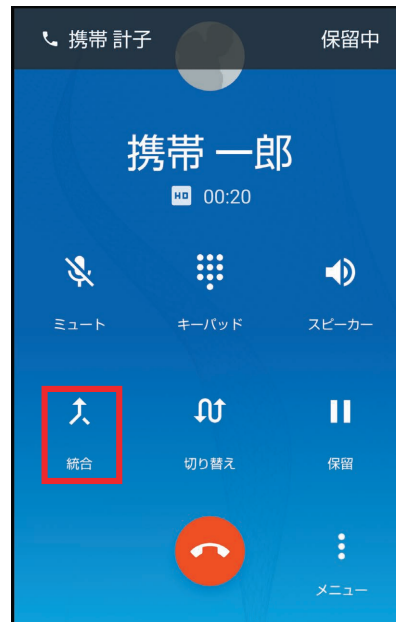 携帯 計子 保留中
携帯 一郎
HD 00:20
ミュート キーパッド スピーカー
統合 切り替え 保留
メニュー